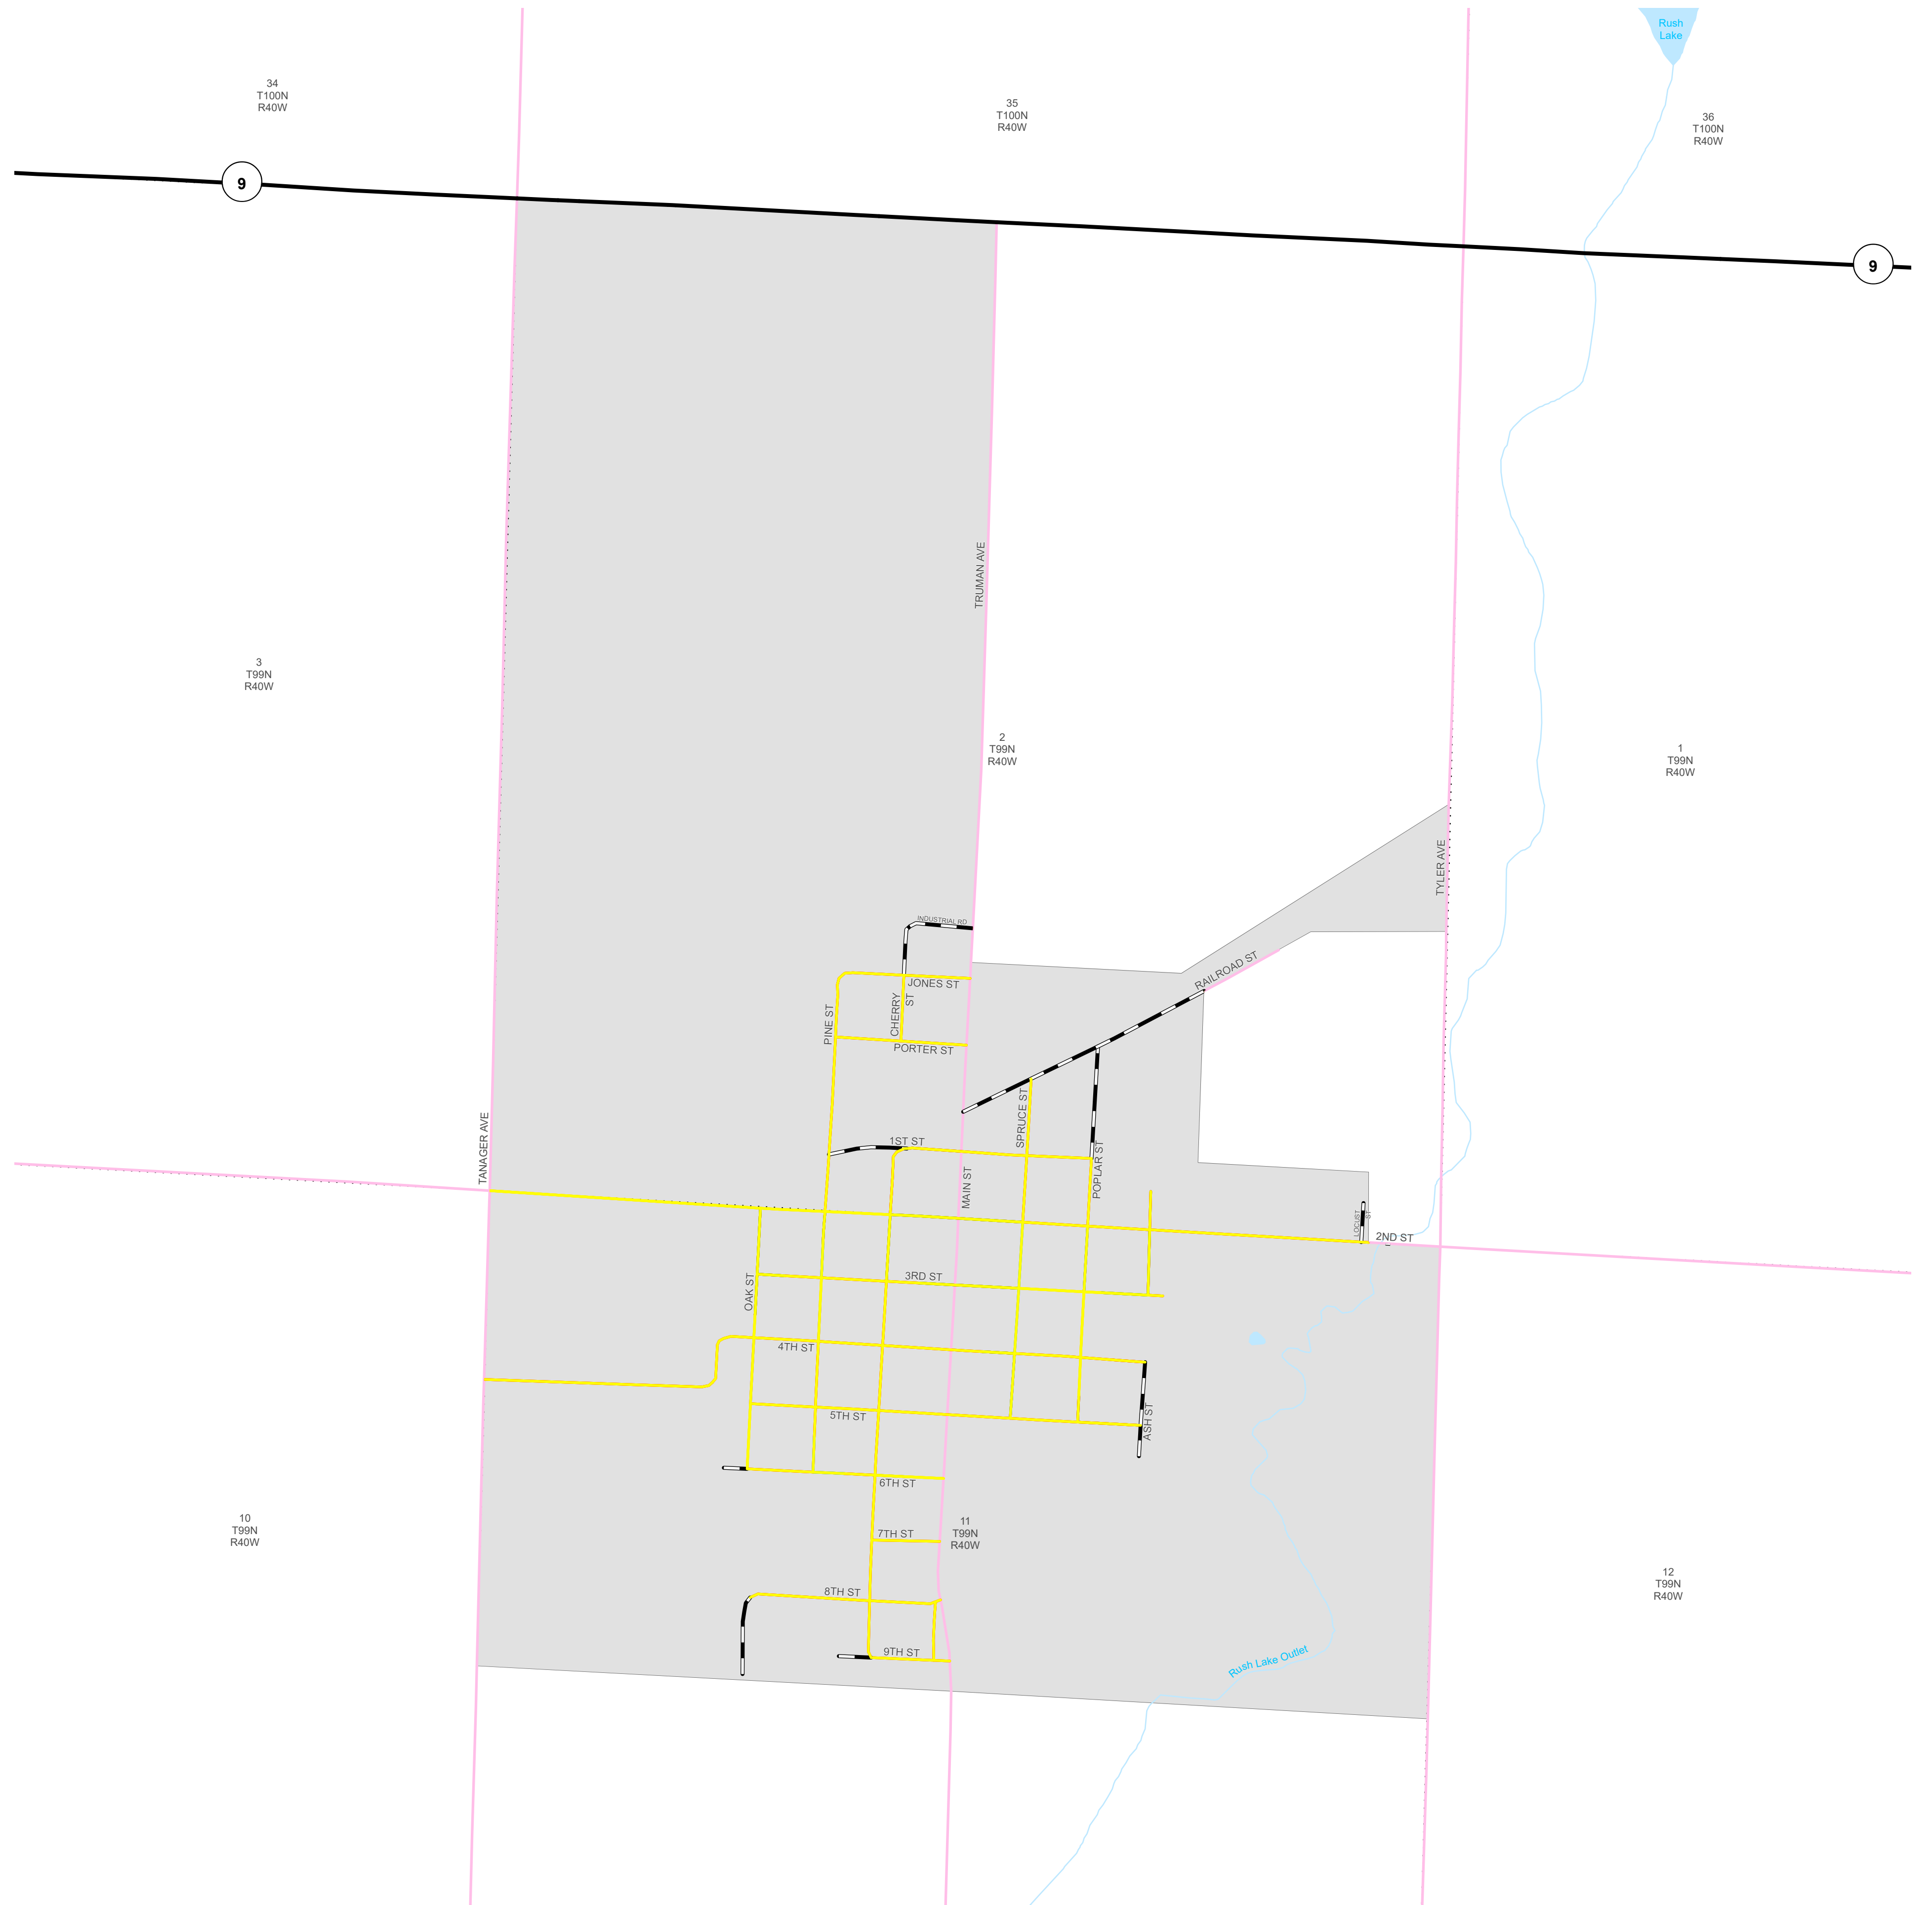 Rush
Lake
34
T100N
R40W
35
T100N
R40W
36
T100N
R40W
9
9
TRUMAN AVE
3
T99N
R40W
2
T99N
R40W
1
T99N
R40W
TYLER AVE
INDUSTRIAL RD
RAILROAD ST
JONES ST
CHERRY
ST
PINE ST
PORTER ST
SPRUCE ST
TANAGER AVE
1ST ST
POPLAR ST
MAIN ST
LOCUST
ST
2ND ST
3RD ST
OAK ST
4TH ST
5TH ST
ASH ST
6TH ST
10
T99N
R40W
7TH ST
11
T99N
R40W
8TH ST
12
T99N
R40W
9TH ST
Rush Lake Outlet